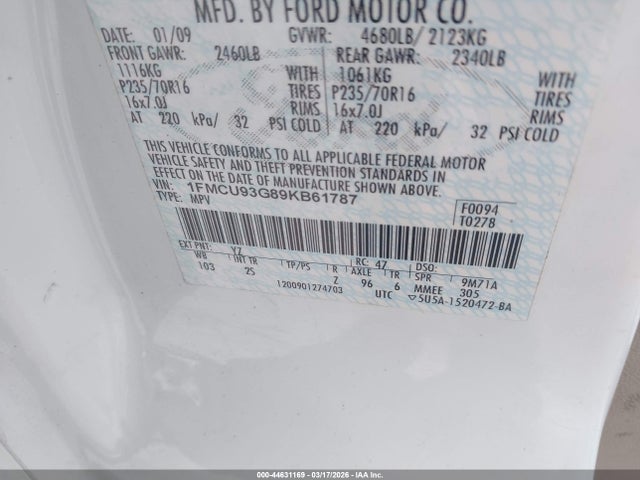 MFD. BY FORD MOTOR CO.
DATE: 01/09 GVWR: 4680LB/ 2123KG
FRONT GAWR: 2460LB REAR GAWR: 2340LB
1116KG WITH 1061KG WITH
P235/70R16 TIRES P235/70R16 TIRES
16x7.0J RIMS 16x7.0J RIMS
AT 220 kPa/ 32 PSI COLD AT 220 kPa/ 32 PSI COLD
THIS VEHICLE CONFORMS TO ALL APPLICABLE FEDERAL MOTOR
VEHICLE SAFETY AND THEFT PREVENTION STANDARDS IN
EFFECT ON THE DATE OF MANUFACTURE SHOWN ABOVE.
VIN: 1FMCU93G89KB61787
TYPE: MPV
F0094
T0278
EXT PNT: YZ RC: 47 DSO:
WB INT TR TP/PS R AXLE TR SPR 9M71A
103 2S Z 96 6 MMEE 305
1200901274703 UTC ▽5U5A-1520472-BA
000-44631169 - 03/17/2026 - IAAI.com